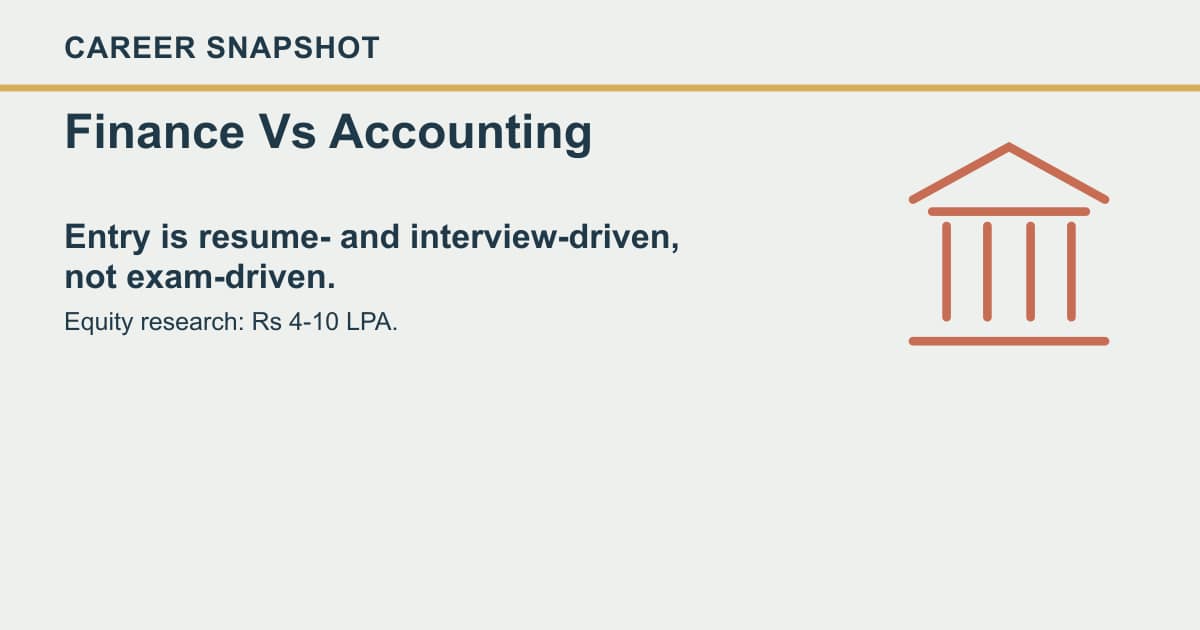 CAREER SNAPSHOT
Finance Vs Accounting
Entry is resume- and interview-driven,
not exam-driven.
Equity research: Rs 4-10 LPA.